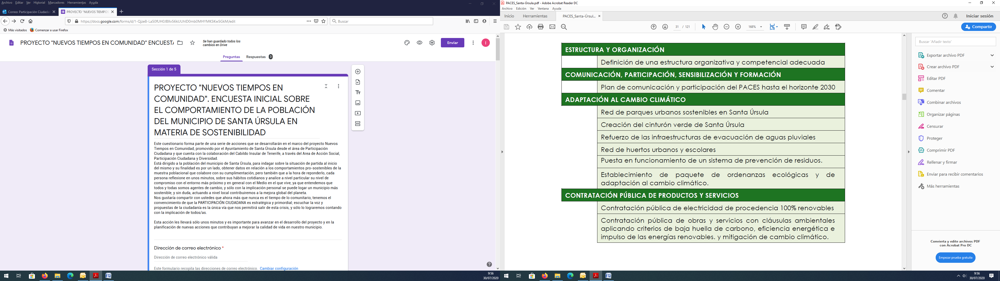 Archivo Editar Ver Historial Marcadores Herramientas Ayuda
Correo: Participación Ciudadan
PROYECTO "NUEVOS TIEMPOS
https://docs.google.com/forms/d/1-Qjze8-La50fUH0JBXv56kUUhlD0mb0MHYMK5Kw5GkM/edit
Buscar
Más visitados Comenzar a usar Firefox
PROYECTO "NUEVOS TIEMPOS EN COMUNIDAD" ENCUESTA
Se han guardado todos los
cambios en Drive
Enviar
I
Preguntas Respuestas 3
Sección 1 de 5
PROYECTO "NUEVOS TIEMPOS EN
COMUNIDAD". ENCUESTA INICIAL SOBRE
EL COMPORTAMIENTO DE LA POBLACIÓN
DEL MUNICIPIO DE SANTA ÚRSULA EN
MATERIA DE SOSTENIBILIDAD
Este cuestionario forma parte de una serie de acciones que se desarrollarán en el marco del proyecto Nuevos
Tiempos en Comunidad, promovido por el Ayuntamiento de Santa Úrsula desde el área de Participación
Ciudadana y que cuenta con la colaboración del Cabildo Insular de Tenerife, a través del Area de Acción Social,
Participación Ciudadana y Diversidad.
Está dirigido a la población del municipio de Santa Úrsula, para indagar sobre la situación de partida al inicio
del mismo y su finalidad es por un lado, obtener datos en relación a los comportamientos pro-sostenibles de la
muestra poblacional que colabore con su cumplimentación, pero también que a la hora de reponderlo, cada
persona reflexione en unos minutos, sobre sus hábitos cotidianos y analice a nivel particular su nivel de
compromiso con el entorno más próximo y en general con el Medio en el que vive, ya que entendemos que
todos y todas somos agentes de cambio, y sólo con la implicación personal se puede logar un municipio más
sostenible, y sin duda, actuando a nivel local contribuiremos a la mejora global del planeta.
Nos gustaría compartir con ustedes que ahora más que nunca es el tiempo de lo comunitario, tenemos el
convencimiento de que la PARTICIPACIÓN CIUDADANA es estratégica y primordial; escuchar la voz y
propuestas de la ciudadanía es la única vía que nos permitirá salir de esta crisis, y sólo lo lograremos contando
con la implicación de todos/as.
Esta acción les llevará sólo unos minutos y es importante para avanzar en el desarrollo del proyecto y en la
planificación de nuevas acciones que contribuyan a mejorar la calidad de vida en nuestro municipio.
Dirección de correo electrónico *
Dirección de correo electrónico válida
Este formulario recopila las direcciones de correo electrónico. Cambiar configuración
9:56
30/07/2020
PACES_Santa-Úrsula.pdf - Adobe Acrobat Reader DC
Archivo Edición Ver Ventana Ayuda
Inicio Herramientas PACES_Santa-Úrsul... Iniciar sesión
31 / 121 168% Compartir
ESTRUCTURA Y ORGANIZACIÓN
Definición de una estructura organizativa y competencial adecuada
COMUNICACIÓN, PARTICIPACIÓN, SENSIBILIZACIÓN Y FORMACIÓN
Plan de comunicación y participación del PACES hasta el horizonte 2030
ADAPTACIÓN AL CAMBIO CLIMÁTICO
Red de parques urbanos sostenibles en Santa Úrsula
Creación del cinturón verde de Santa Úrsula
Refuerzo de las infraestructuras de evacuación de aguas pluviales
Red de huertos urbanos y escolares
Puesta en funcionamiento de un sistema de prevención de residuos.
Establecimiento de paquete de ordenanzas ecológicas y de
adaptación al cambio climático.
CONTRATACIÓN PÚBLICA DE PRODUCTOS Y SERVICIOS
Contratación pública de electricidad de procedencia 100% renovables
Contratación pública de obras y servicios con cláusulas ambientales
aplicando criterios de baja huella de carbono, eficiencia energética e
impulso de las energías renovables. y mitigación de cambio climático.
Buscar 'Añadir texto'
Exportar archivo PDF
Crear archivo PDF
Editar PDF
Comentar
Combinar archivos
Organizar páginas
Censurar
Proteger
Comprimir PDF
Rellenar y firmar
Enviar para recibir comentarios
Más herramientas
Convierta y edite archivos PDF
con Acrobat Pro DC
Empezar prueba gratuita
9:56
30/07/2020